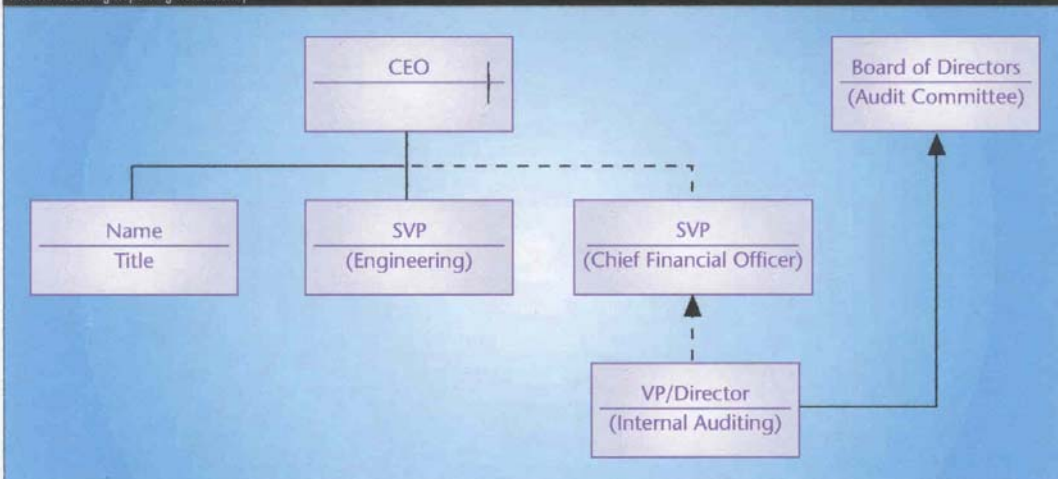 CEO
Board of Directors
(Audit Committee)
Name
Title
SVP
(Engineering)
SVP
(Chief Financial Officer)
VP/Director
(Internal Auditing)